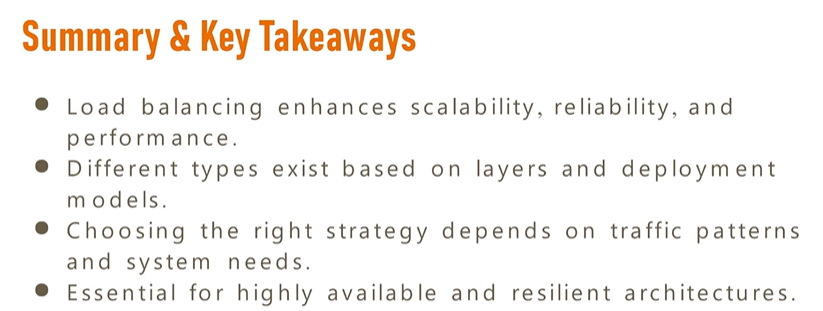 Summary & Key Takeaways
Load balancing enhances scalability, reliability, and
performance.
Different types exist based on layers and deployment
models.
Choosing the right strategy depends on traffic patterns
and system needs.
Essential for highly available and resilient architectures.